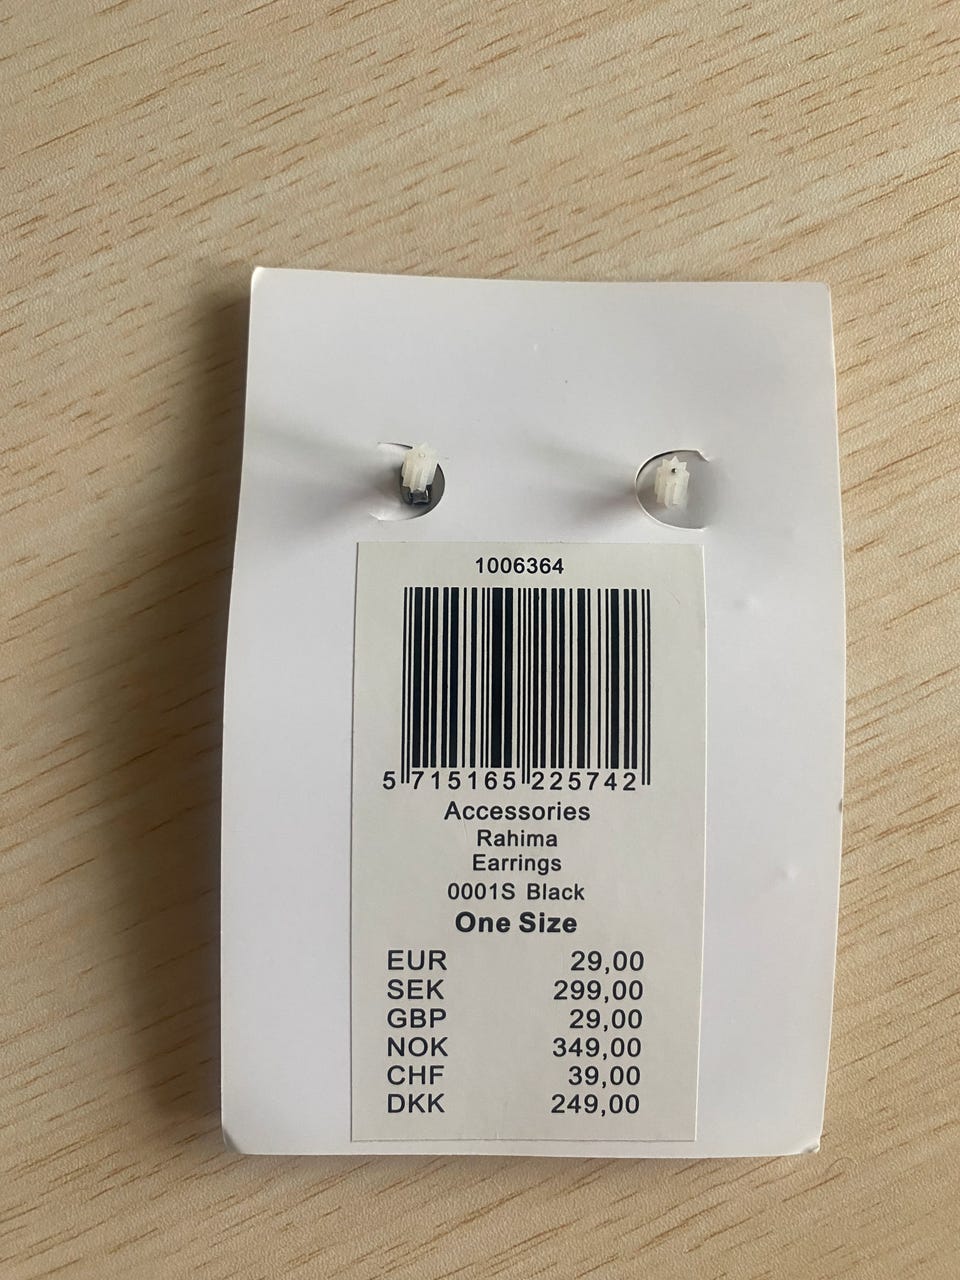 1006364
5 715165 225742
Accessories
Rahima
Earrings
0001S Black
One Size
EUR 29,00
SEK 299,00
GBP 29,00
NOK 349,00
CHF 39,00
DKK 249,00